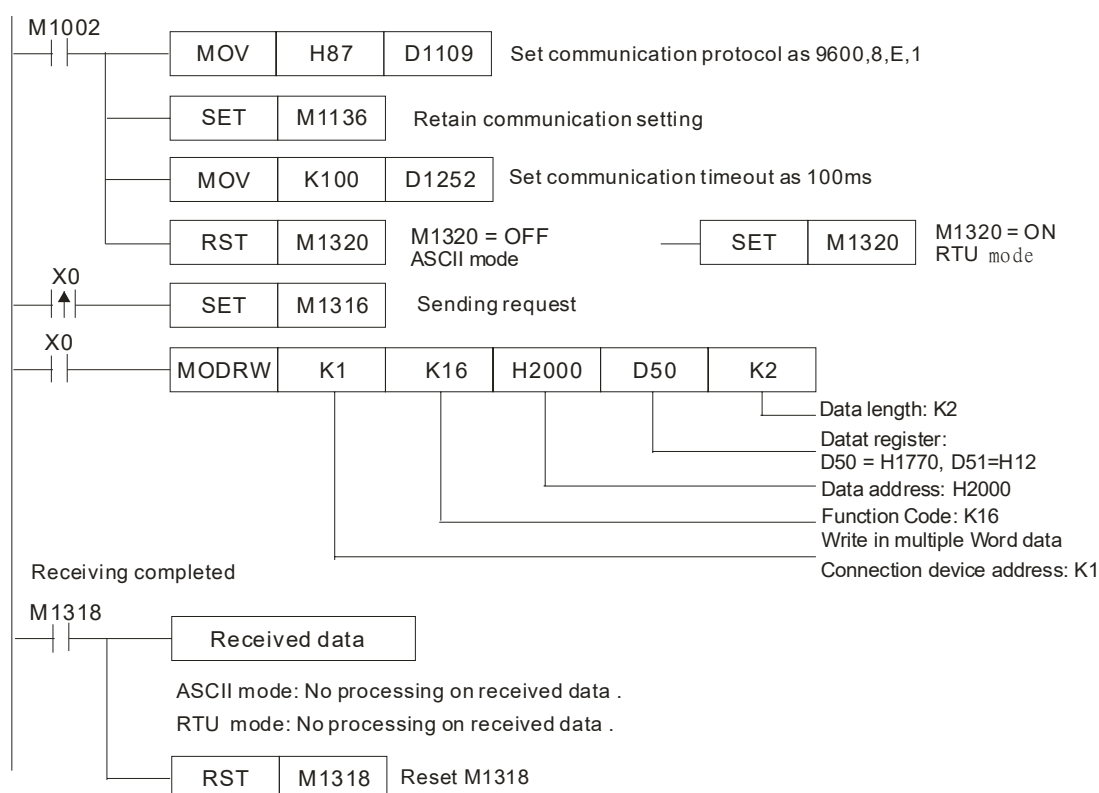 M1002
MOV H87 D1109 Set communication protocol as 9600,8,E,1
SET M1136 Retain communication setting
MOV K100 D1252 Set communication timeout as 100ms
RST M1320 M1320 = OFF
ASCII mode
SET M1320 M1320 = ON
RTU mode
X0
SET M1316 Sending request
X0
MODRW K1 K16 H2000 D50 K2
Data length: K2
Datat register:
D50 = H1770, D51=H12
Data address: H2000
Function Code: K16
Write in multiple Word data
Connection device address: K1
Receiving completed
M1318
Received data
ASCII mode: No processing on received data .
RTU mode: No processing on received data .
RST M1318 Reset M1318